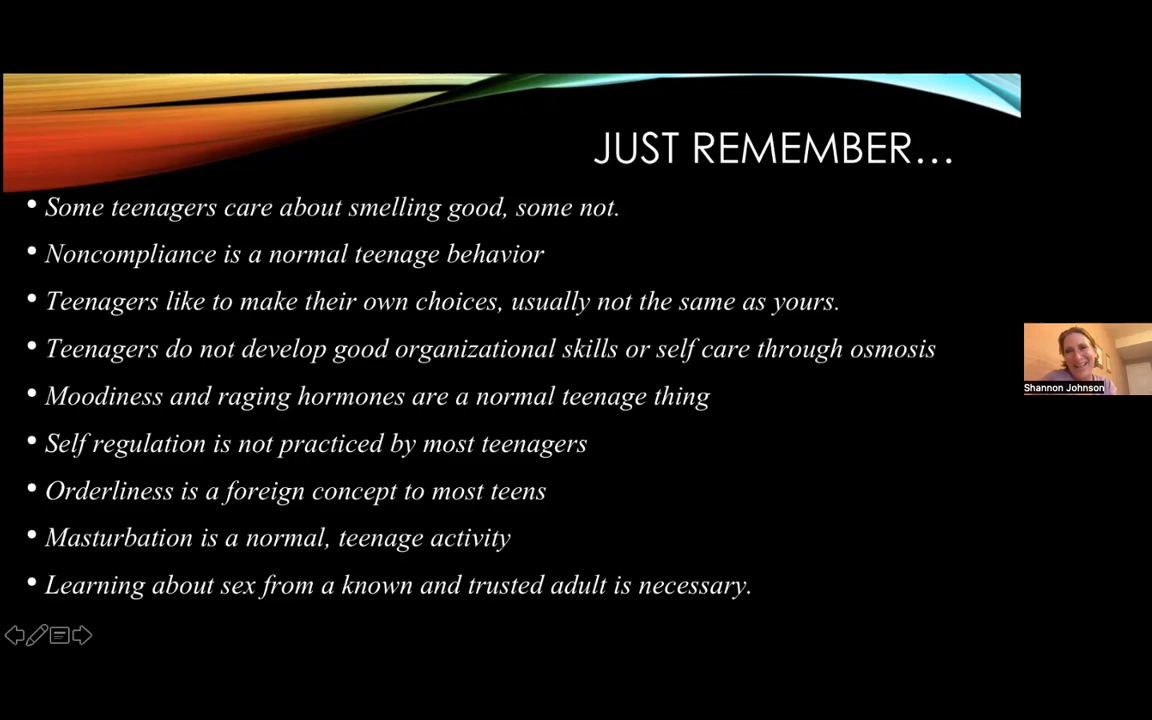 JUST REMEMBER...
• Some teenagers care about smelling good, some not.
• Noncompliance is a normal teenage behavior
• Teenagers like to make their own choices, usually not the same as yours.
• Teenagers do not develop good organizational skills or self care through osmosis
• Moodiness and raging hormones are a normal teenage thing
• Self regulation is not practiced by most teenagers
• Orderliness is a foreign concept to most teens
• Masturbation is a normal, teenage activity
• Learning about sex from a known and trusted adult is necessary.
Shannon Johnson